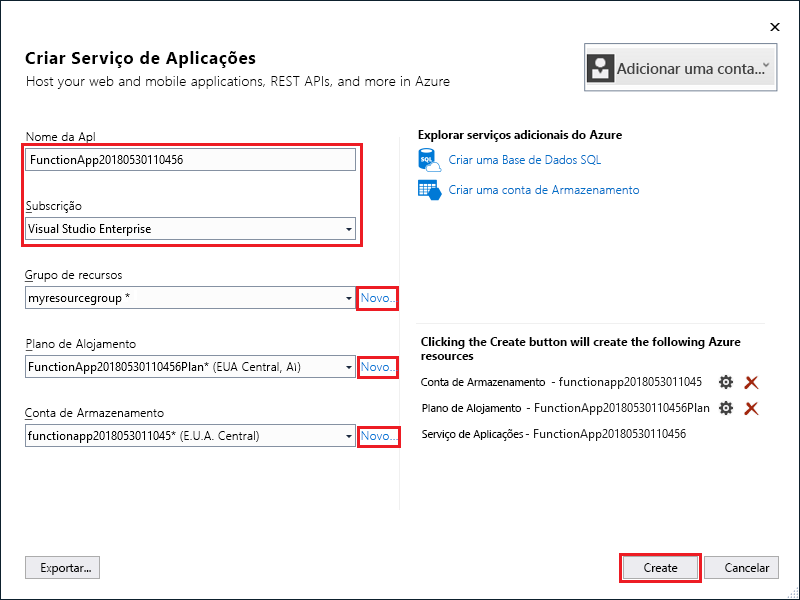 Criar Serviço de Aplicações
Host your web and mobile applications, REST APIs, and more in Azure
Adicionar uma conta...
Nome da Apl
FunctionApp20180530110456
Subscrição
Visual Studio Enterprise
Grupo de recursos
myresourcegroup *
Novo...
Plano de Alojamento
FunctionApp20180530110456Plan* (EUA Central, A\)
Novo...
Conta de Armazenamento
functionapp2018053011045* (E.U.A. Central)
Novo...
Explorar serviços adicionais do Azure
SQL
Criar uma Base de Dados SQL
Criar uma conta de Armazenamento
Clicking the Create button will create the following Azure
resources
Conta de Armazenamento - functionapp2018053011045
Plano de Alojamento - FunctionApp20180530110456Plan
Serviço de Aplicações - FunctionApp20180530110456
Exportar...
Create
Cancelar